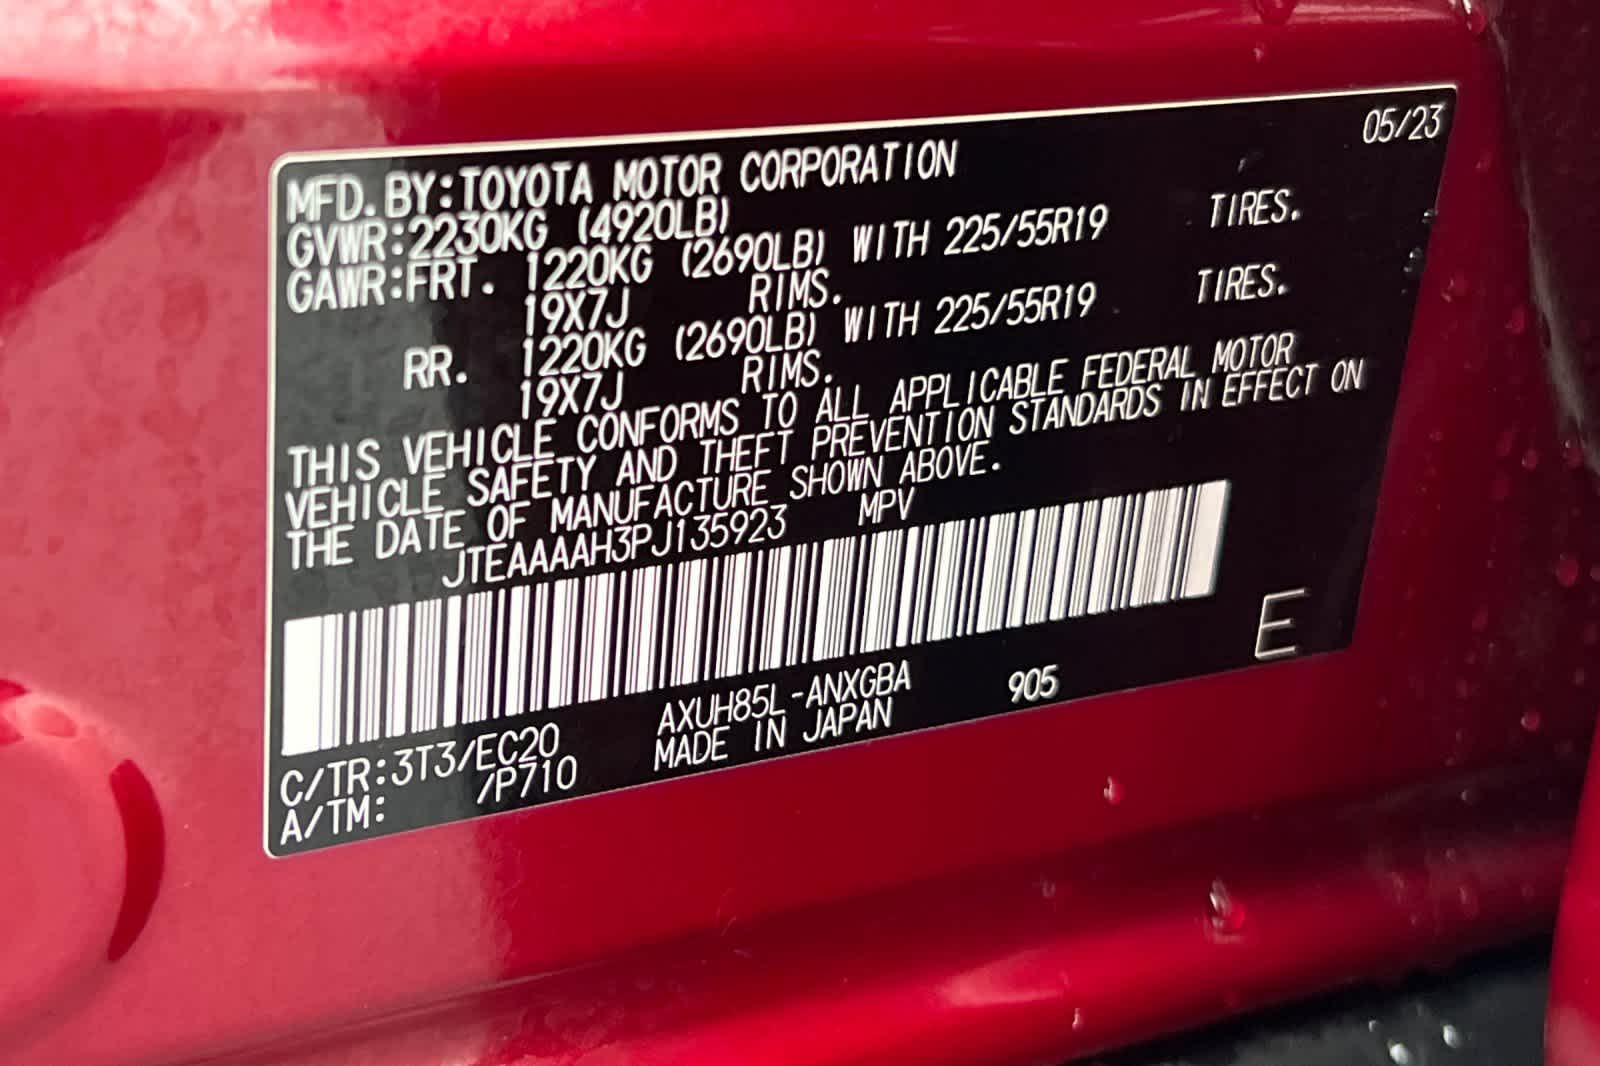 05/23
MFD. BY: TOYOTA MOTOR CORPORATION
GVWR: 2230KG (4920LB)
GAWR: FRT. 1220KG (2690LB) WITH 225/55R19 TIRES.
19X7J RIMS.
RR. 1220KG (2690LB) WITH 225/55R19 TIRES.
19X7J RIMS.
THIS VEHICLE CONFORMS TO ALL APPLICABLE FEDERAL MOTOR
VEHICLE SAFETY AND THEFT PREVENTION STANDARDS IN EFFECT ON
THE DATE OF MANUFACTURE SHOWN ABOVE.
JTEAAAAH3PJ135923 MPV
E
C/TR: 3T3/EC20 AXUH85L-ANXGBA 905
A/TM: /P710 MADE IN JAPAN